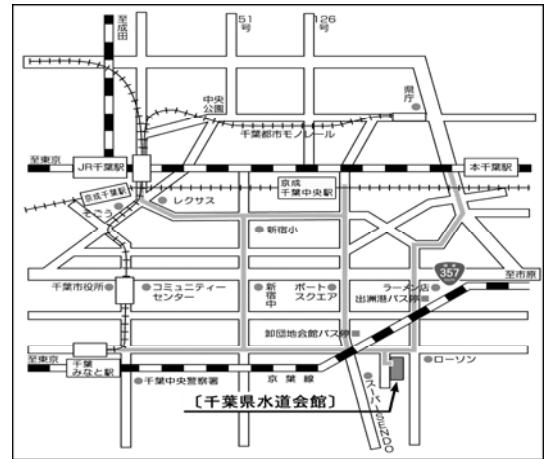 至成田
51号
126号
県庁
中央公園
千葉都市モノレール
至東京
JR千葉駅
本千葉駅
京成千葉駅
京成千葉中央駅
そごう
レクサス
新宿小
357
至市原
千葉市役所
コミュニティーセンター
新宿中
ポートスクエア
ラーメン店
出洲港バス停
卸団地会館バス停
至東京
千葉みなと駅
千葉中央警察署
京葉線
ローソン
スーパーSENDO
〔千葉県水道会館〕